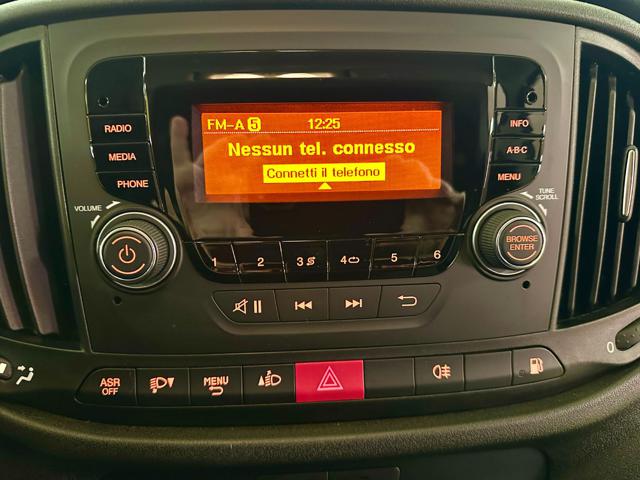 FM-A 5 12:25
Nessun tel. connesso
Connetti il telefono
RADIO
MEDIA
PHONE
INFO
A-B-C
MENU
VOLUME
TUNE
SCROLL
BROWSE
ENTER
1 2 3 4 5 6
ASR
OFF
MENU
0